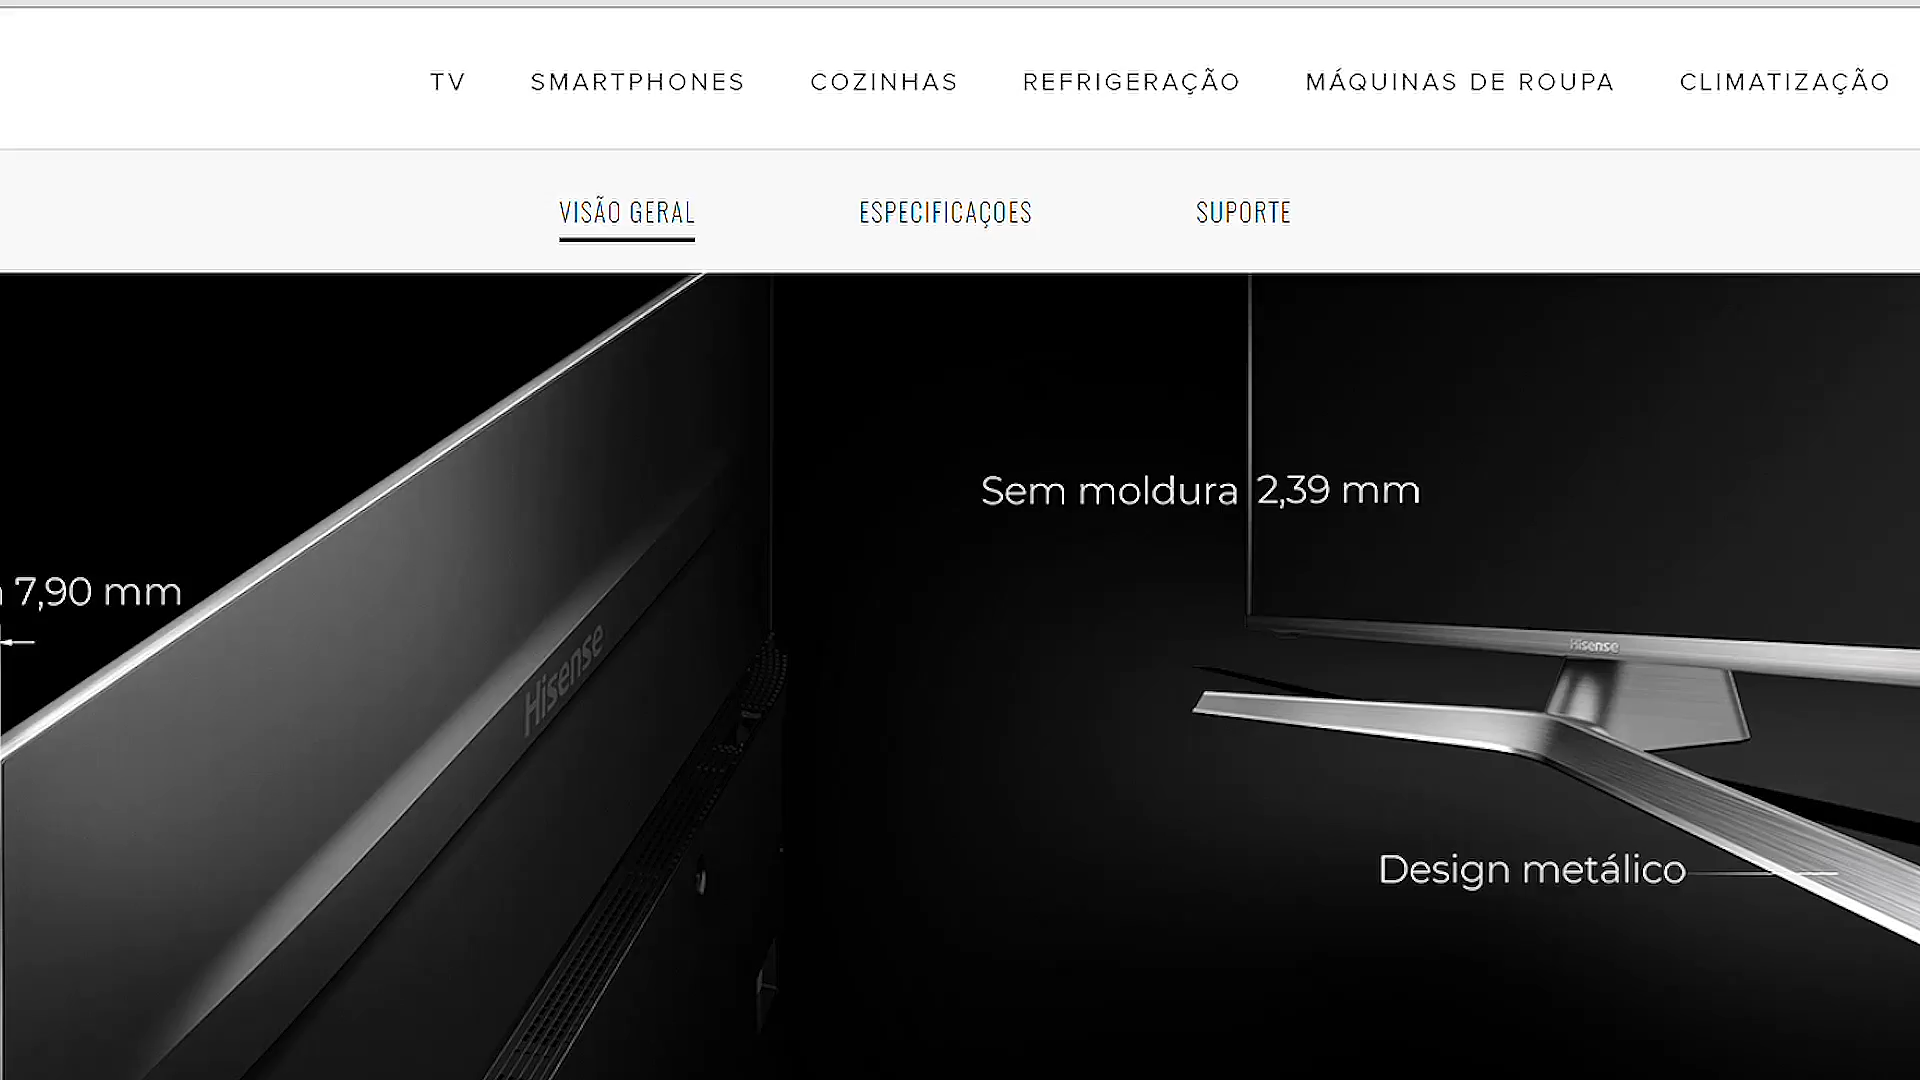 TV SMARTPHONES COZINHAS REFRIGERAÇÃO MÁQUINAS DE ROUPA CLIMATIZAÇÃO
VISÃO GERAL ESPECIFICAÇOES SUPORTE
Sem moldura 2,39 mm
7,90 mm
Hisense
Hisense
Design metálico